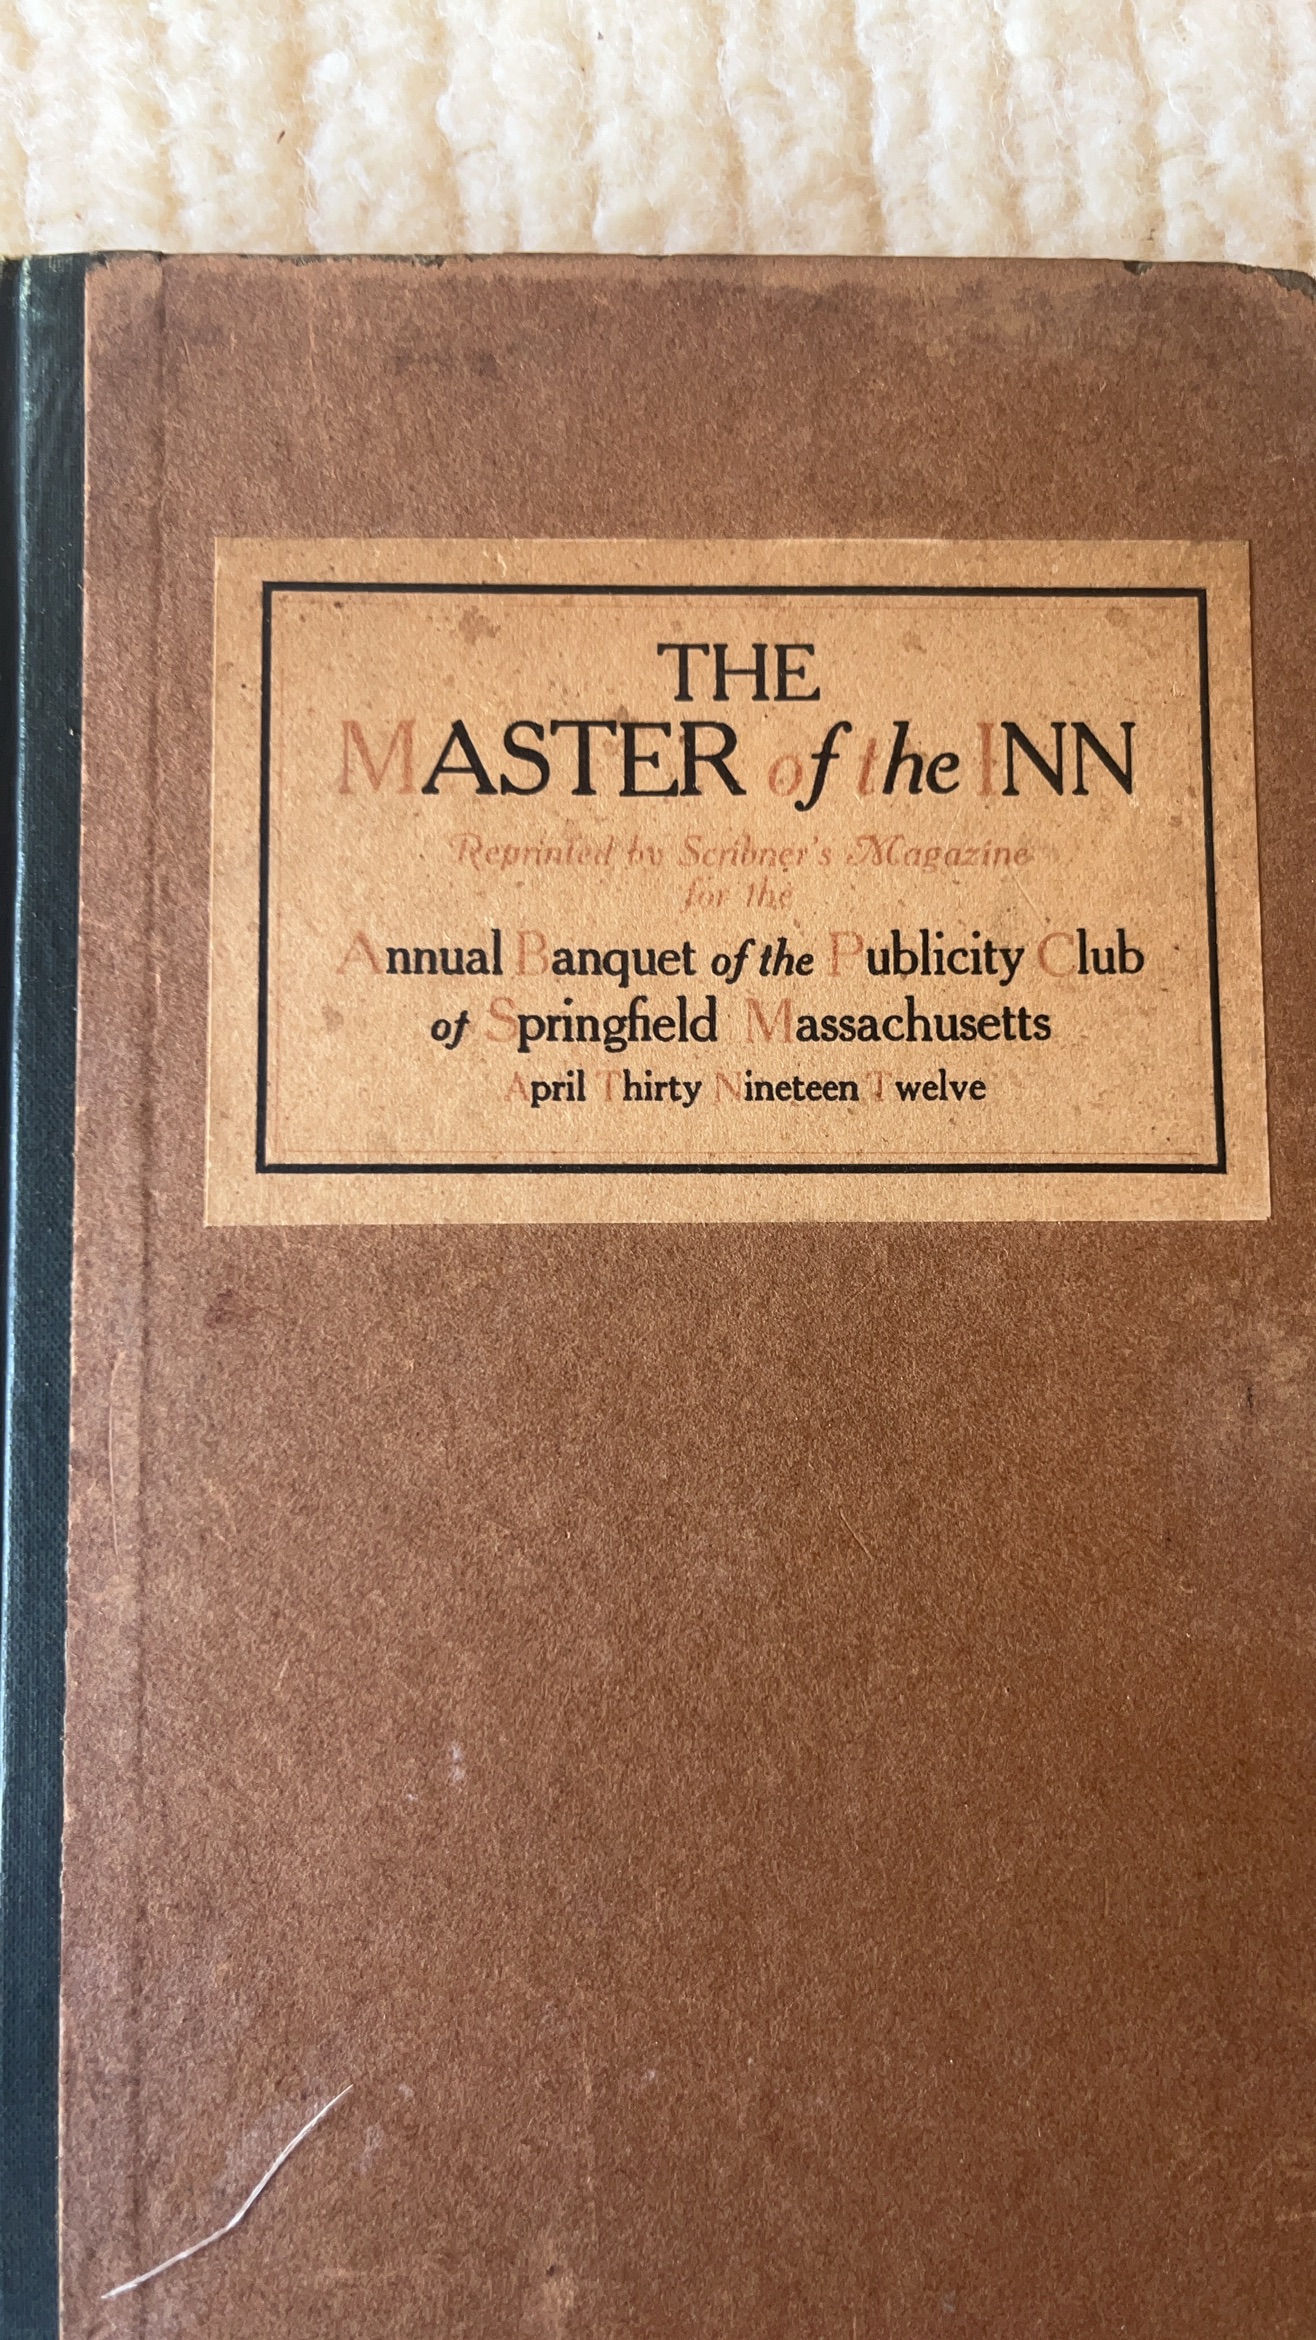 THE
MASTER of the INN
Reprinted by Scribner's Magazine
for the
Annual Banquet of the Publicity Club
of Springfield Massachusetts
April Thirty Nineteen Twelve